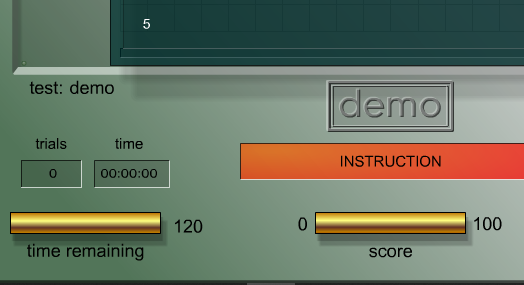 5
test: demo
demo
trials time
0 00:00:00
INSTRUCTION
120
time remaining
0 100
score